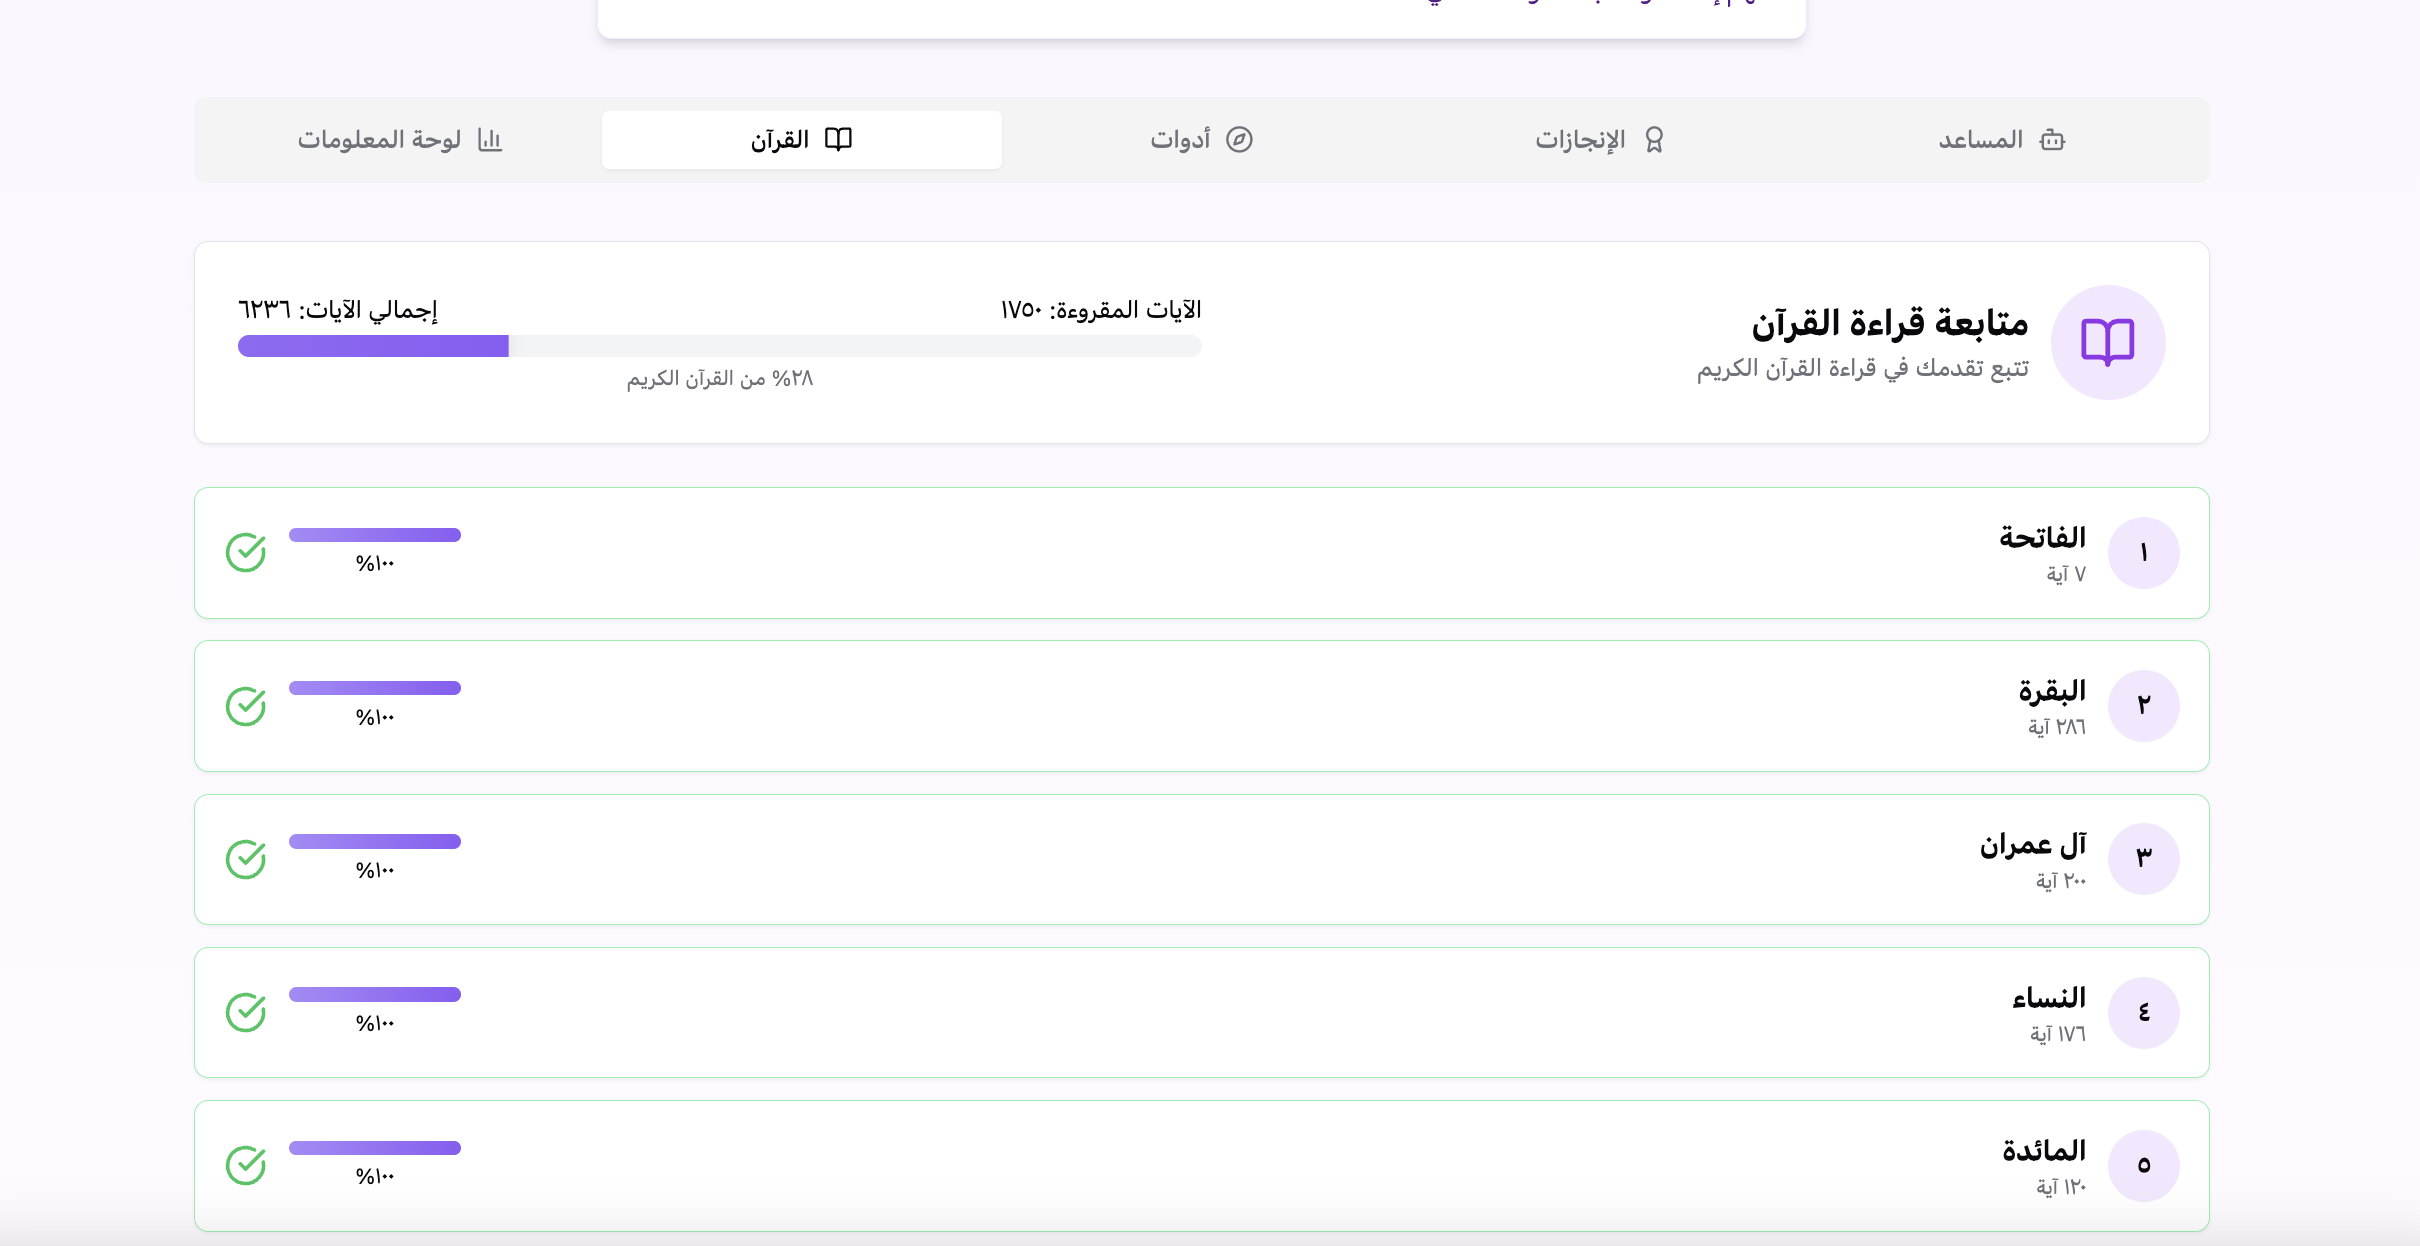 المساعد
الإنجازات
أدوات
القرآن
لوحة المعلومات
متابعة قراءة القرآن
تتبع تقدمك في قراءة القرآن الكريم
الآيات المقروءة: ١٧٥٠
إجمالي الآيات: ٦٢٣٦
٢٨% من القرآن الكريم
١
الفاتحة
٧ آية
١٠٠%
٢
البقرة
٢٨٦ آية
١٠٠%
٣
آل عمران
٢٠٠ آية
١٠٠%
٤
النساء
١٧٦ آية
١٠٠%
٥
المائدة
١٢٠ آية
١٠٠%